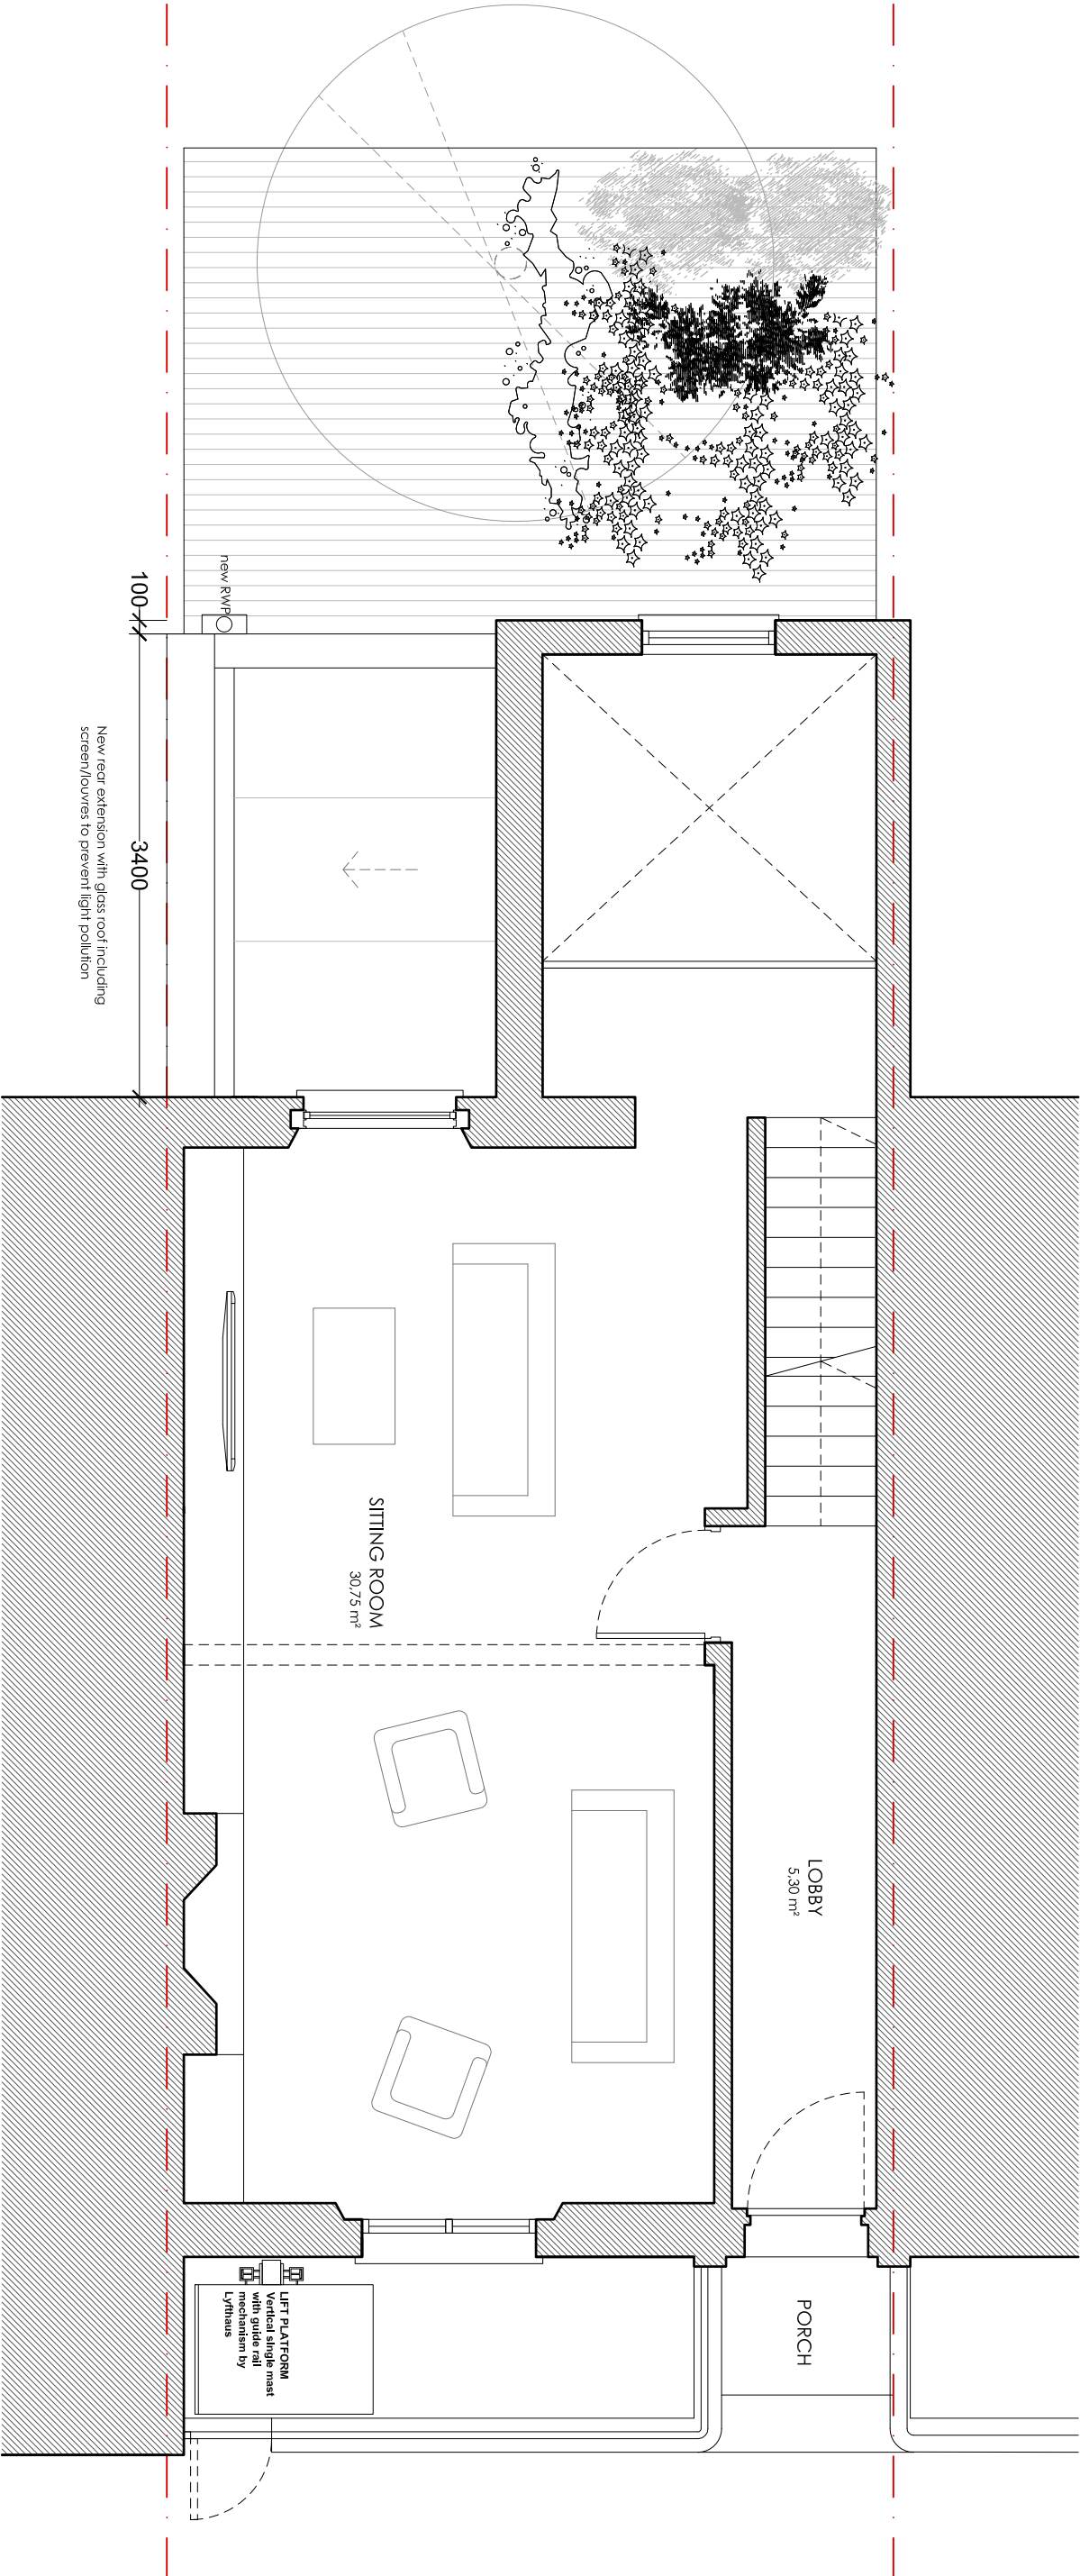 new RWP
100
3400
New rear extension with glass roof including
screen/louvres to prevent light pollution
SITTING ROOM
30,75 m²
LOBBY
5,30 m²
PORCH
LIFT PLATFORM
Vertical single mast
with guide rail
mechanism by
Lyfthaus